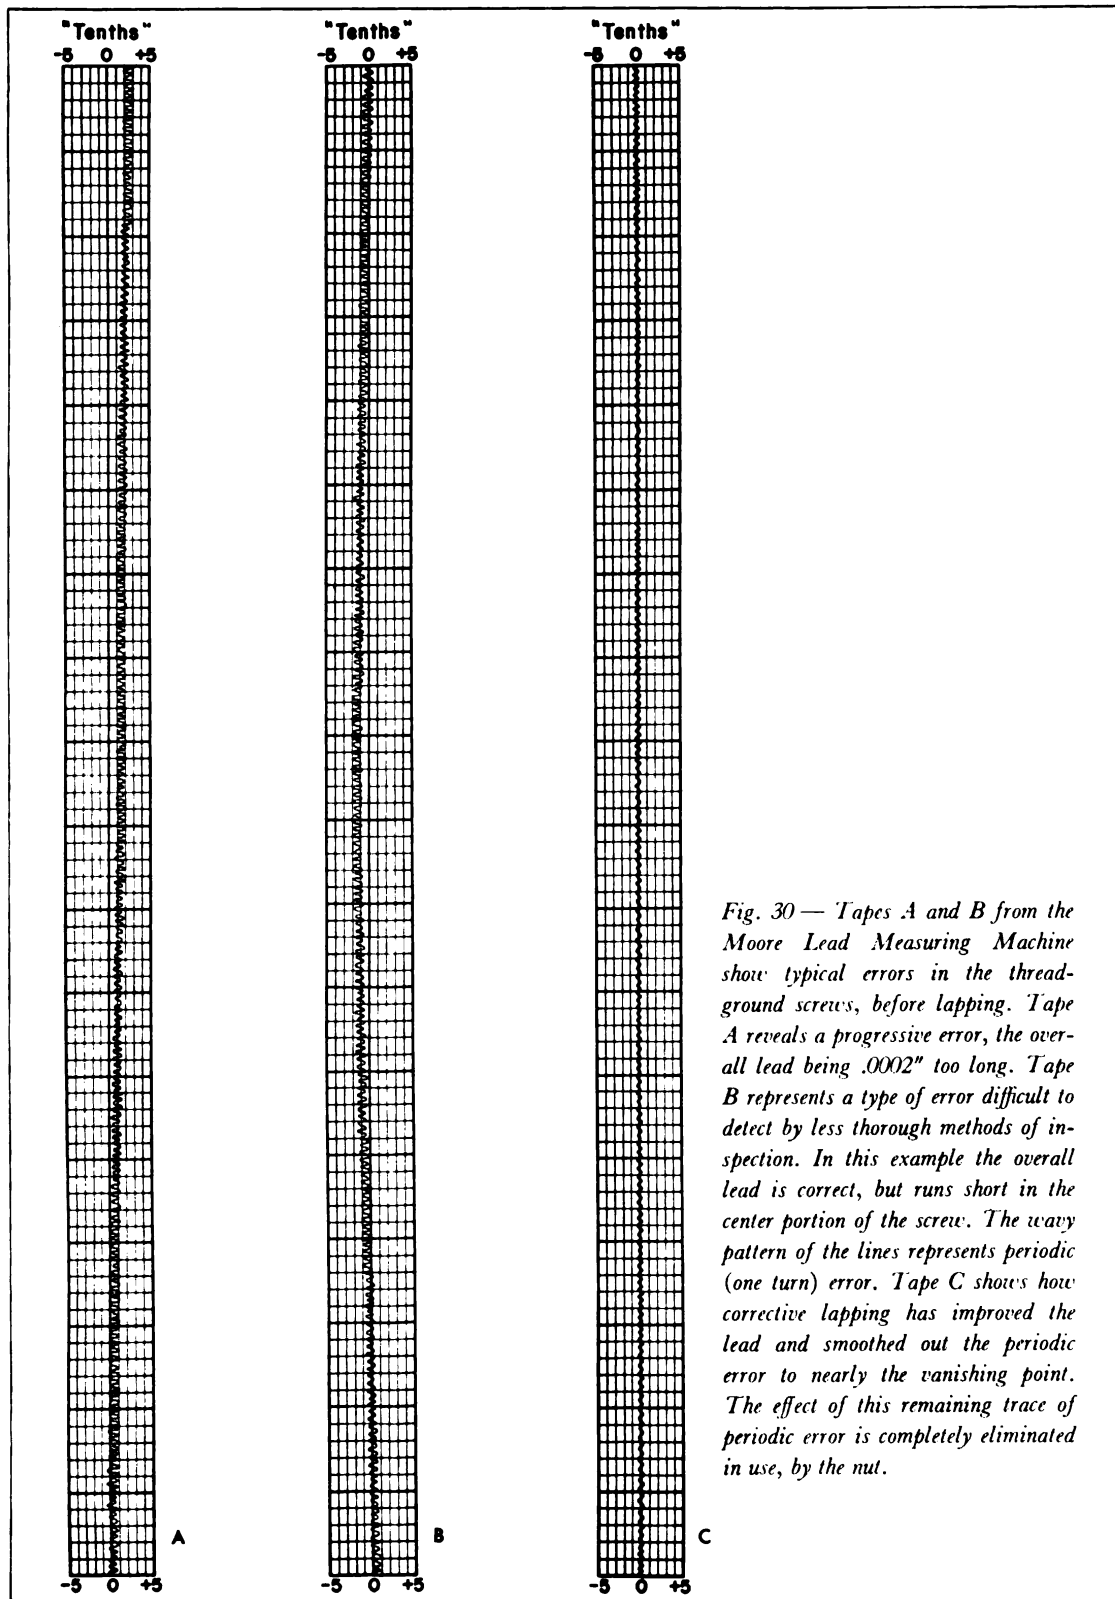 "Tenths" "Tenths" "Tenths"
-5 0 +5 -5 0 +5 -5 0 +5
Fig. 30 — Tapes A and B from the
Moore Lead Measuring Machine
show typical errors in the thread-
ground screws, before lapping. Tape
A reveals a progressive error, the over-
all lead being .0002" too long. Tape
B represents a type of error difficult to
detect by less thorough methods of in-
spection. In this example the overall
lead is correct, but runs short in the
center portion of the screw. The wavy
pattern of the lines represents periodic
(one turn) error. Tape C shows how
corrective lapping has improved the
lead and smoothed out the periodic
error to nearly the vanishing point.
The effect of this remaining trace of
periodic error is completely eliminated
in use, by the nut.
A B C
-5 0 +5 -5 0 +5 -5 0 +5